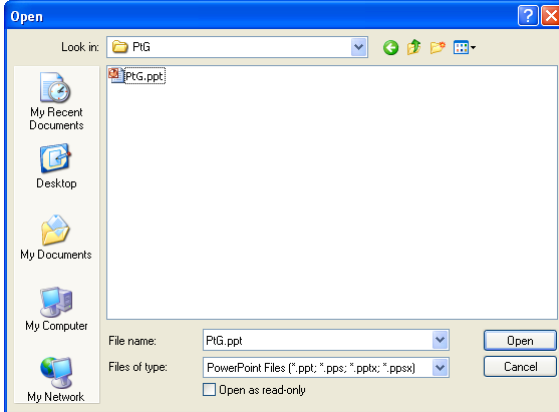 Open
Look in: PtG
PtG.ppt
My Recent
Documents
Desktop
My Documents
My Computer
My Network
File name: PtG.ppt Open
Files of type: PowerPoint Files (*.ppt; *.pps; *.pptx; *.ppsx) Cancel
Open as read-only